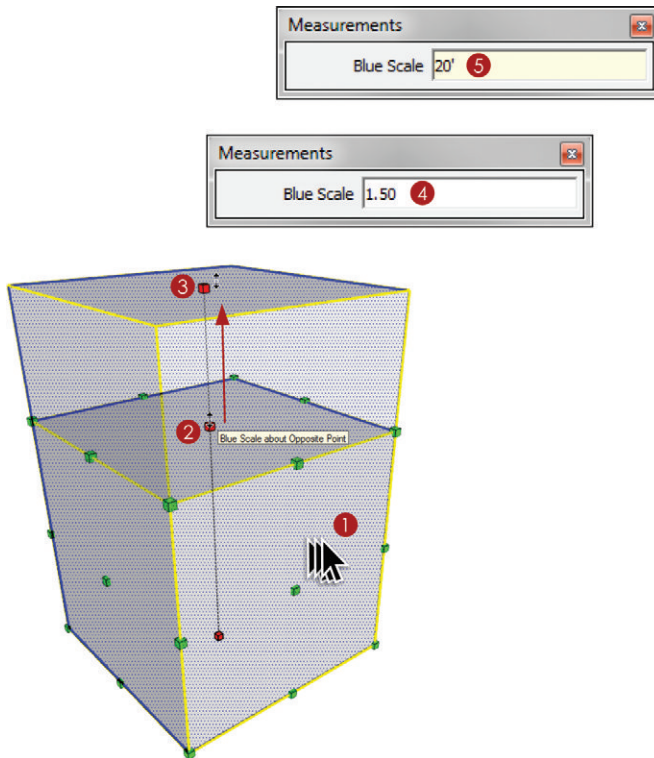 Measurements
Blue Scale 20' 5
Measurements
Blue Scale 1.50 4
3
2
Blue Scale about Opposite Point
1